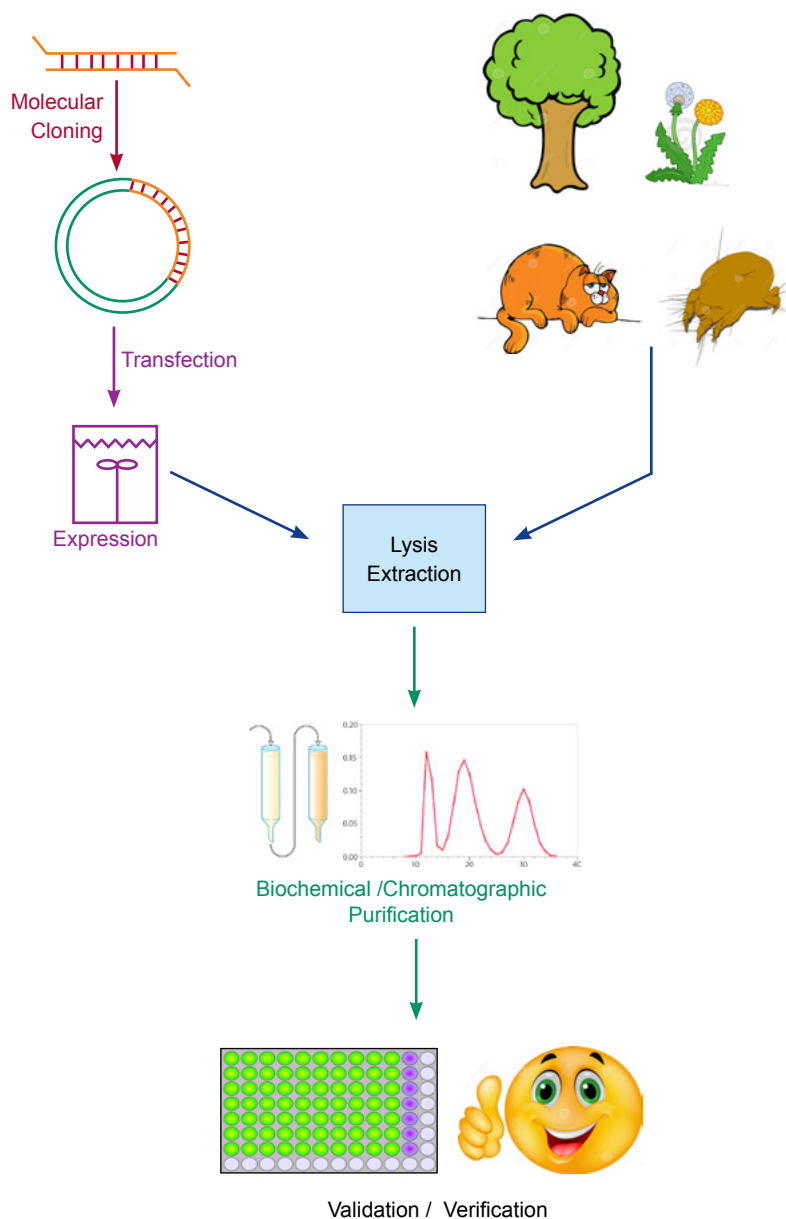 Molecular
Cloning
Transfection
Expression
Lysis
Extraction
0.20
0.15
0.10
0.05
0.00
0
10
20
30
Biochemical /Chromatographic
Purification
Validation / Verification